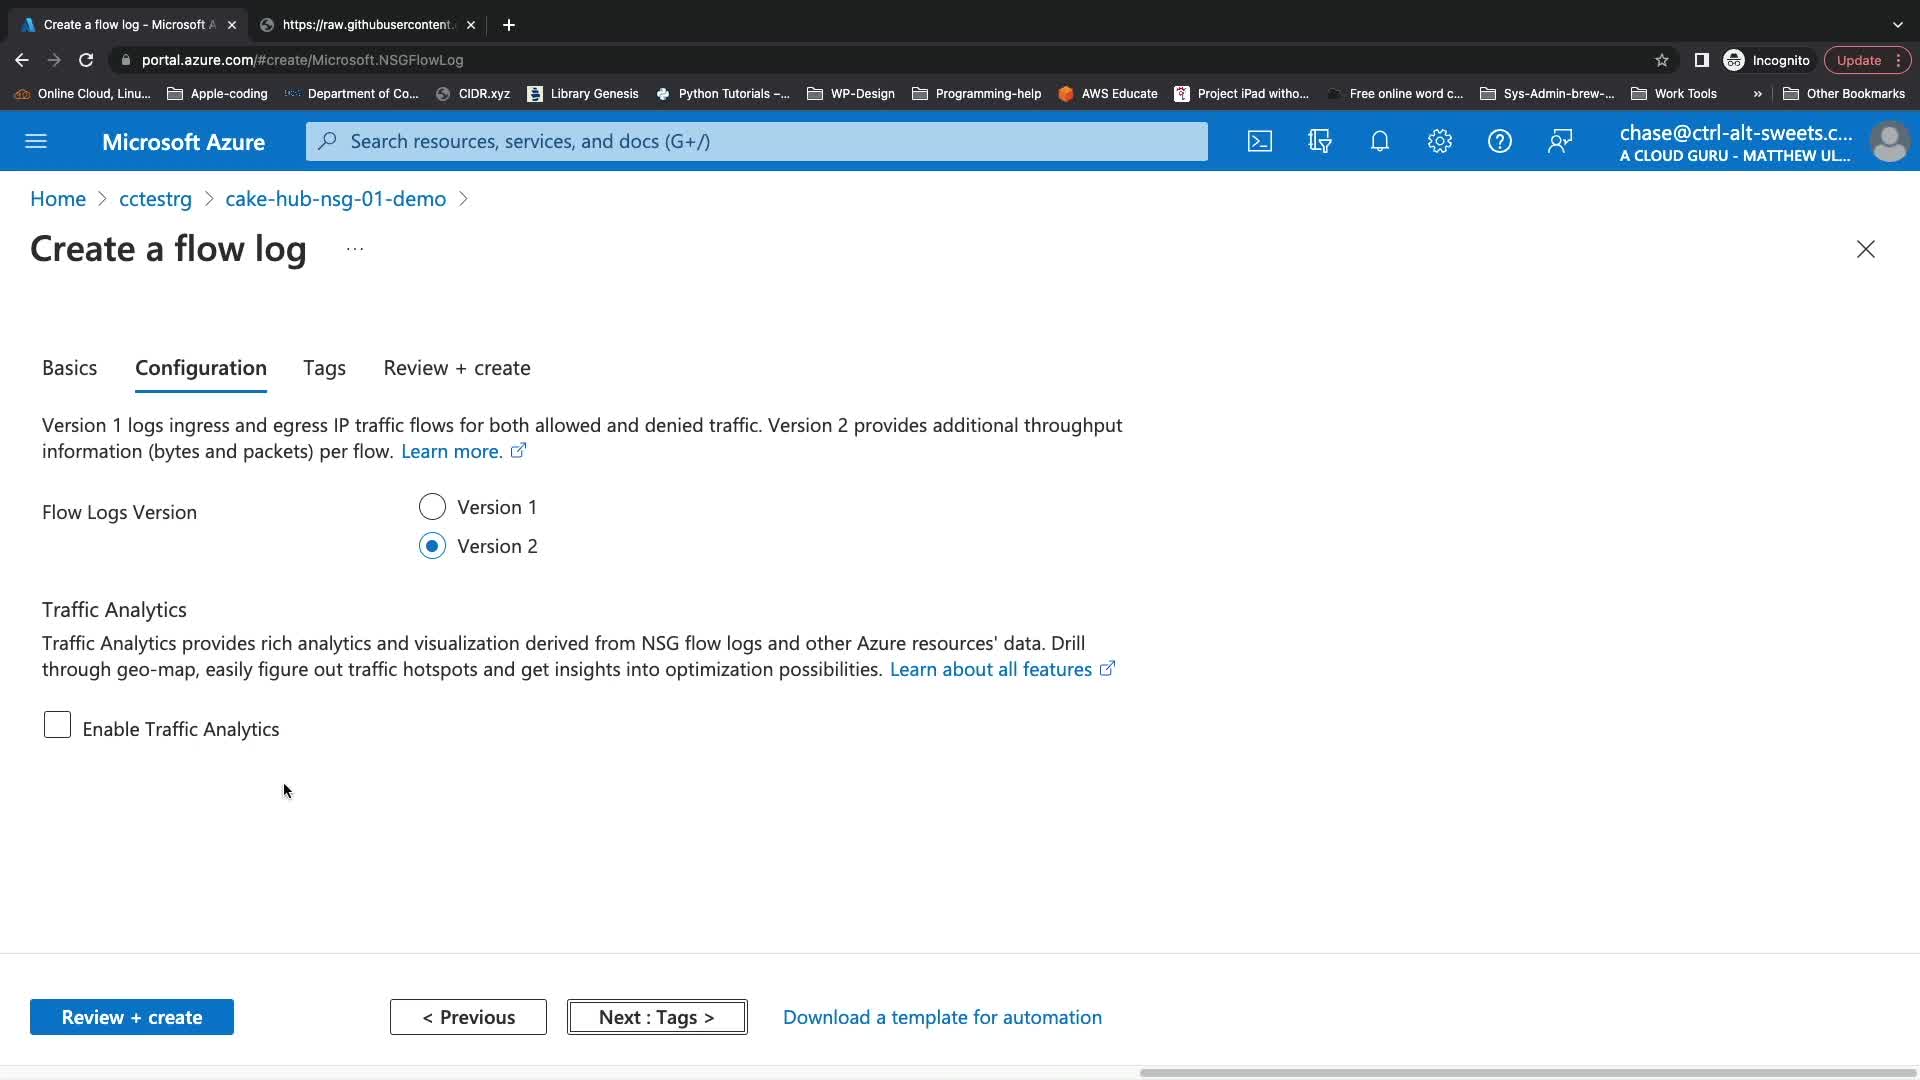 Create a flow log - Microsoft A
https://raw.githubusercontent.
portal.azure.com/#create/Microsoft.NSGFlowLog
Incognito
Update
Online Cloud, Linu...
Apple-coding
Department of Co...
CIDR.xyz
Library Genesis
Python Tutorials –...
WP-Design
Programming-help
AWS Educate
Project iPad witho...
Free online word c...
Sys-Admin-brew-...
Work Tools
»
Other Bookmarks
Microsoft Azure
Search resources, services, and docs (G+/)
chase@ctrl-alt-sweets.c...
A CLOUD GURU - MATTHEW UL...
Home > cctestrg > cake-hub-nsg-01-demo >
Create a flow log ...
Basics
Configuration
Tags
Review + create
Version 1 logs ingress and egress IP traffic flows for both allowed and denied traffic. Version 2 provides additional throughput
information (bytes and packets) per flow. Learn more.
Flow Logs Version
Version 1
Version 2
Traffic Analytics
Traffic Analytics provides rich analytics and visualization derived from NSG flow logs and other Azure resources' data. Drill
through geo-map, easily figure out traffic hotspots and get insights into optimization possibilities. Learn about all features
Enable Traffic Analytics
Review + create
< Previous
Next : Tags >
Download a template for automation